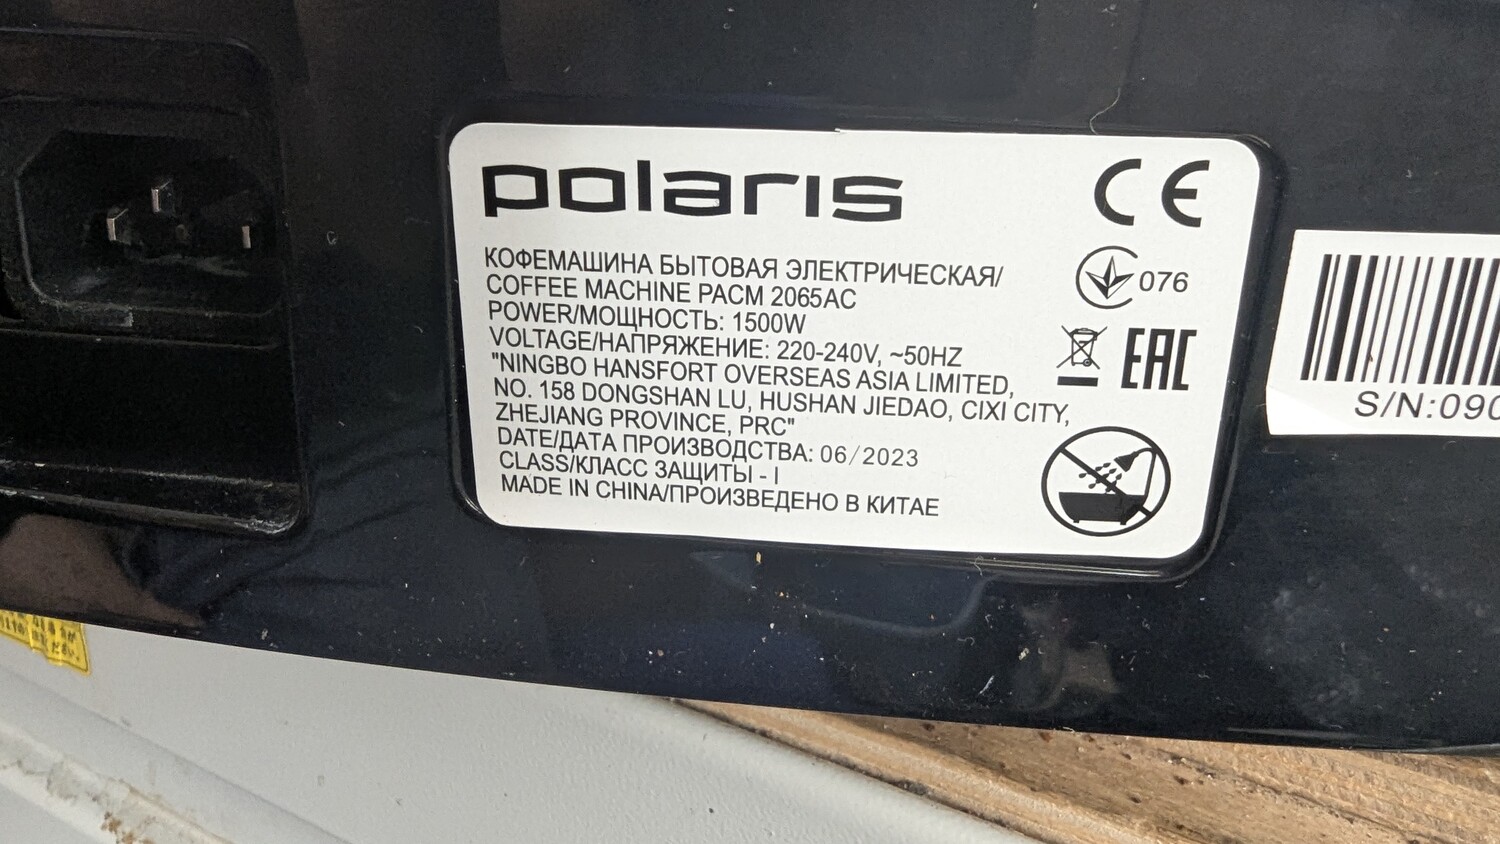 polaris
CE
КОФЕМАШИНА БЫТОВАЯ ЭЛЕКТРИЧЕСКАЯ/
COFFEE MACHINE PACM 2065AC
POWER/МОЩНОСТЬ: 1500W
VOLTAGE/НАПРЯЖЕНИЕ: 220-240V, ~50HZ
"NINGBO HANSFORT OVERSEAS ASIA LIMITED,
NO. 158 DONGSHAN LU, HUSHAN JIEDAO, CIXI CITY,
ZHEJIANG PROVINCE, PRC"
DATE/ДАТА ПРОИЗВОДСТВА: 06/2023
CLASS/КЛАСС ЗАЩИТЫ - I
MADE IN CHINA/ПРОИЗВЕДЕНО В КИТАЕ
076
EAC
S/N:090